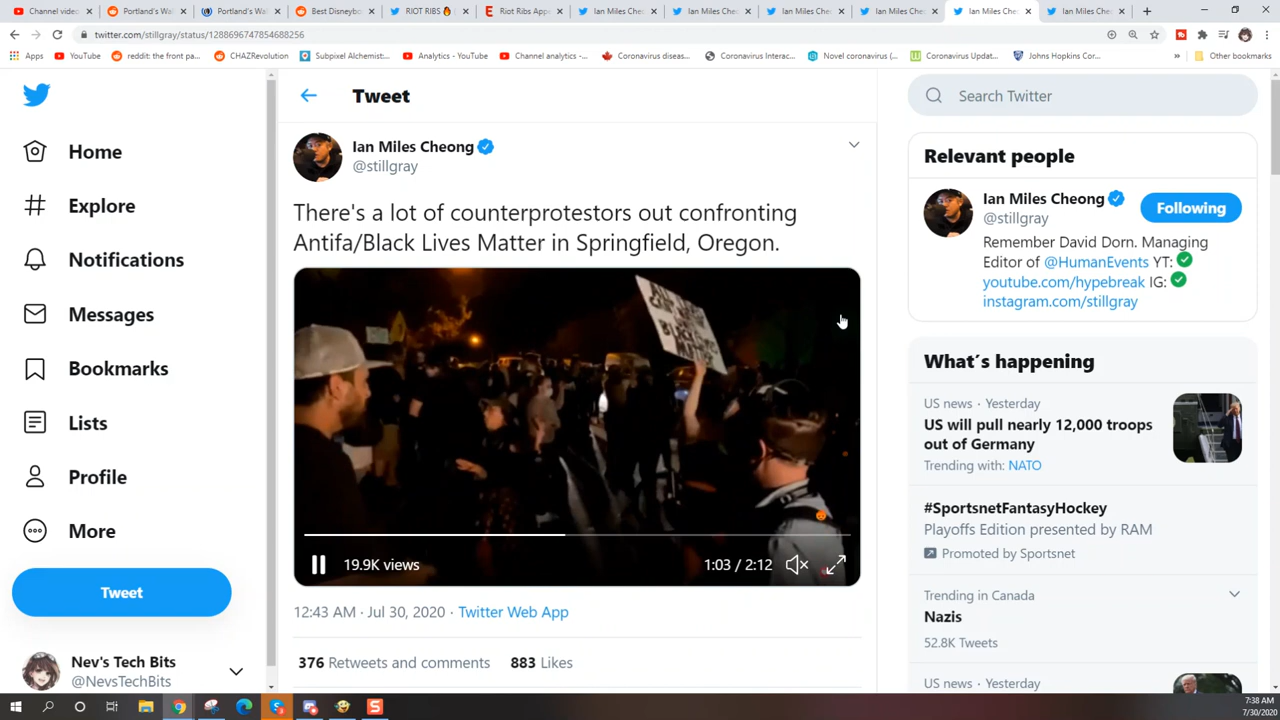 Channel video
Portland's Wal
Portland's Wal
Best Disneybo
RIOT RIBS
Riot Ribs Appe
Ian Miles Che
Ian Miles Che
Ian Miles Che
Ian Miles Che
Ian Miles Che
Ian Miles Che
twitter.com/stillgray/status/1288696747854688256
Apps
YouTube
reddit: the front pa...
CHAZRevolution
Subpixel Alchemist:...
Analytics - YouTube
Channel analytics -...
Coronavirus diseas...
Coronavirus Interac...
Novel coronavirus (...
Coronavirus Updat...
Johns Hopkins Cor...
»
Other bookmarks
Home
Explore
Notifications
Messages
Bookmarks
Lists
Profile
More
Tweet
Nev's Tech Bits
@NevsTechBits
Tweet
Ian Miles Cheong
@stillgray
There's a lot of counterprotestors out confronting
Antifa/Black Lives Matter in Springfield, Oregon.
19.9K views
1:03 / 2:12
12:43 AM · Jul 30, 2020 · Twitter Web App
376 Retweets and comments 883 Likes
Search Twitter
Relevant people
Ian Miles Cheong
@stillgray
Following
Remember David Dorn. Managing
Editor of @HumanEvents YT:
youtube.com/hypebreak IG:
instagram.com/stillgray
What's happening
US news · Yesterday
US will pull nearly 12,000 troops
out of Germany
Trending with: NATO
#SportsnetFantasyHockey
Playoffs Edition presented by RAM
Promoted by Sportsnet
Trending in Canada
Nazis
52.8K Tweets
US news · Yesterday
7:38 AM
7/30/2020